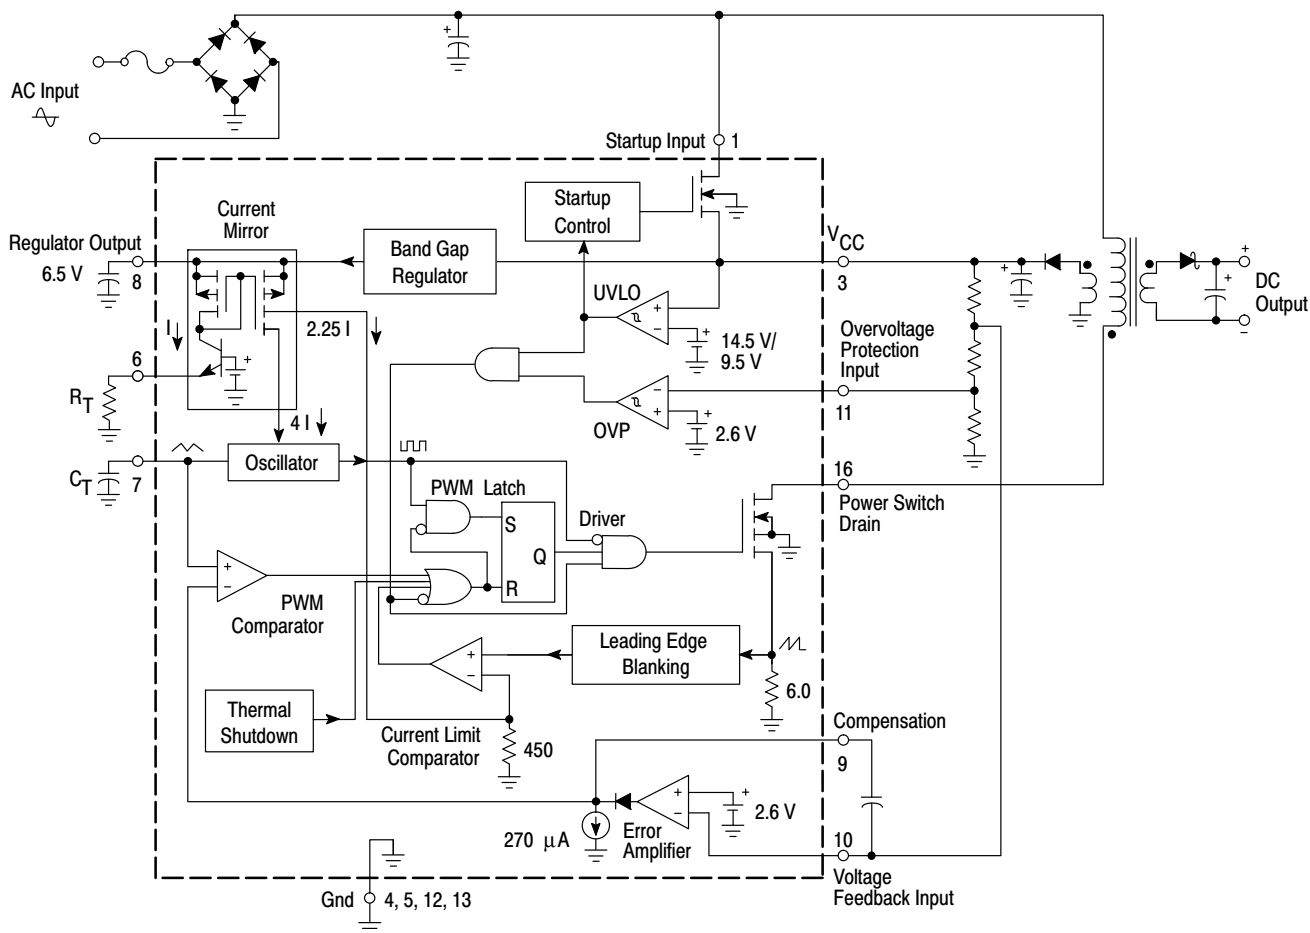 AC Input
Startup Input
1
Current
Mirror
Startup
Control
Regulator Output
6.5 V
8
Band Gap
Regulator
VCC
3
UVLO
14.5 V/
9.5 V
DC
Output
+
-
I
2.25 I
Overvoltage
Protection
Input
11
6
RT
4 I
OVP
2.6 V
CT
7
Oscillator
PWM Latch
S
Q
R
Driver
16
Power Switch
Drain
PWM
Comparator
+
-
Leading Edge
Blanking
6.0
Thermal
Shutdown
Current Limit
Comparator
450
Compensation
9
270 μA
Error
Amplifier
2.6 V
10
Voltage
Feedback Input
Gnd
4, 5, 12, 13